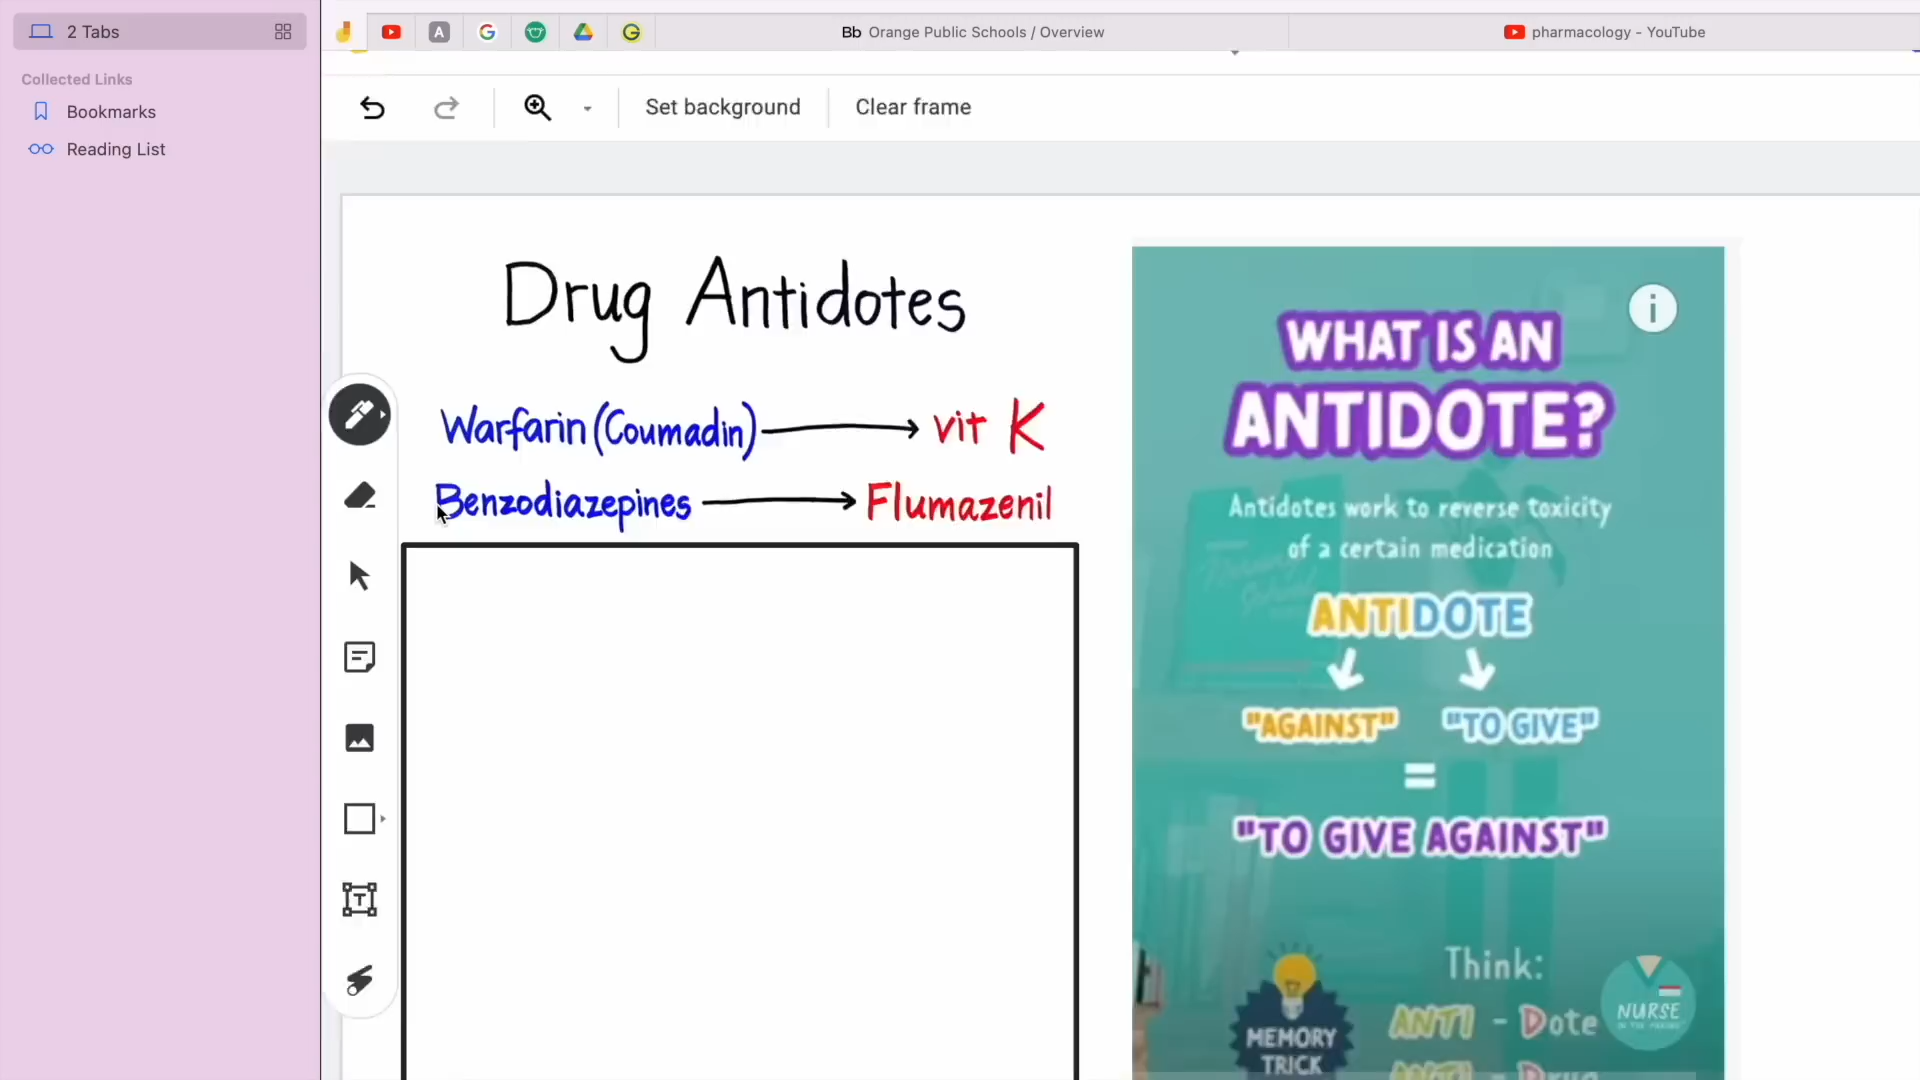 2 Tabs
Collected Links
Bookmarks
Reading List
A
G
G
Bb Orange Public Schools / Overview
pharmacology - YouTube
Set background
Clear frame
Drug Antidotes
Warfarin (Coumadin) → vit K
Benzodiazepines → Flumazenil
T
i
WHAT IS AN
ANTIDOTE?
Antidotes work to reverse toxicity
of a certain medication
ANTIDOTE
"AGAINST" "TO GIVE"
=
"TO GIVE AGAINST"
Think:
ANTI - Dote
ANTI - Drug
MEMORY
TRICK
NURSE